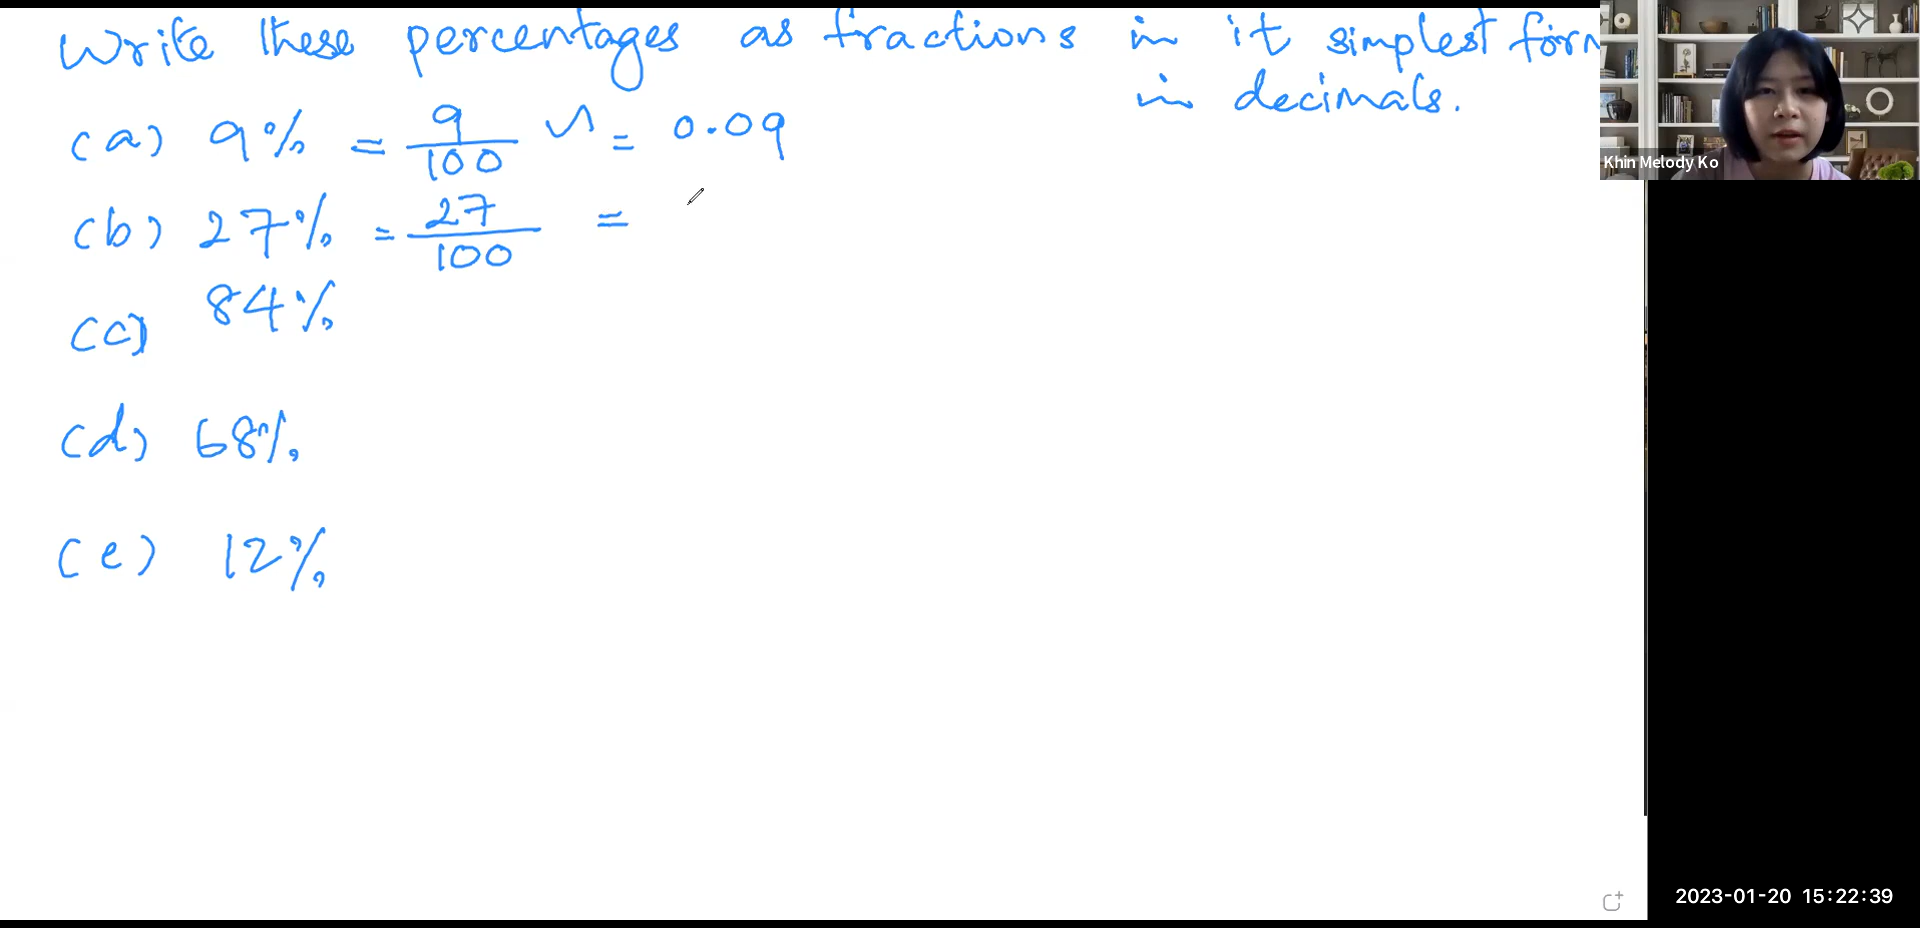 Write these percentages as fractions in it simplest form
in decimals.
(a) 9% = 9/100 = 0.09
(b) 27% = 27/100 =
(c) 84%
(d) 68%
(e) 12%
Khin Melody Ko
2023-01-20 15:22:39